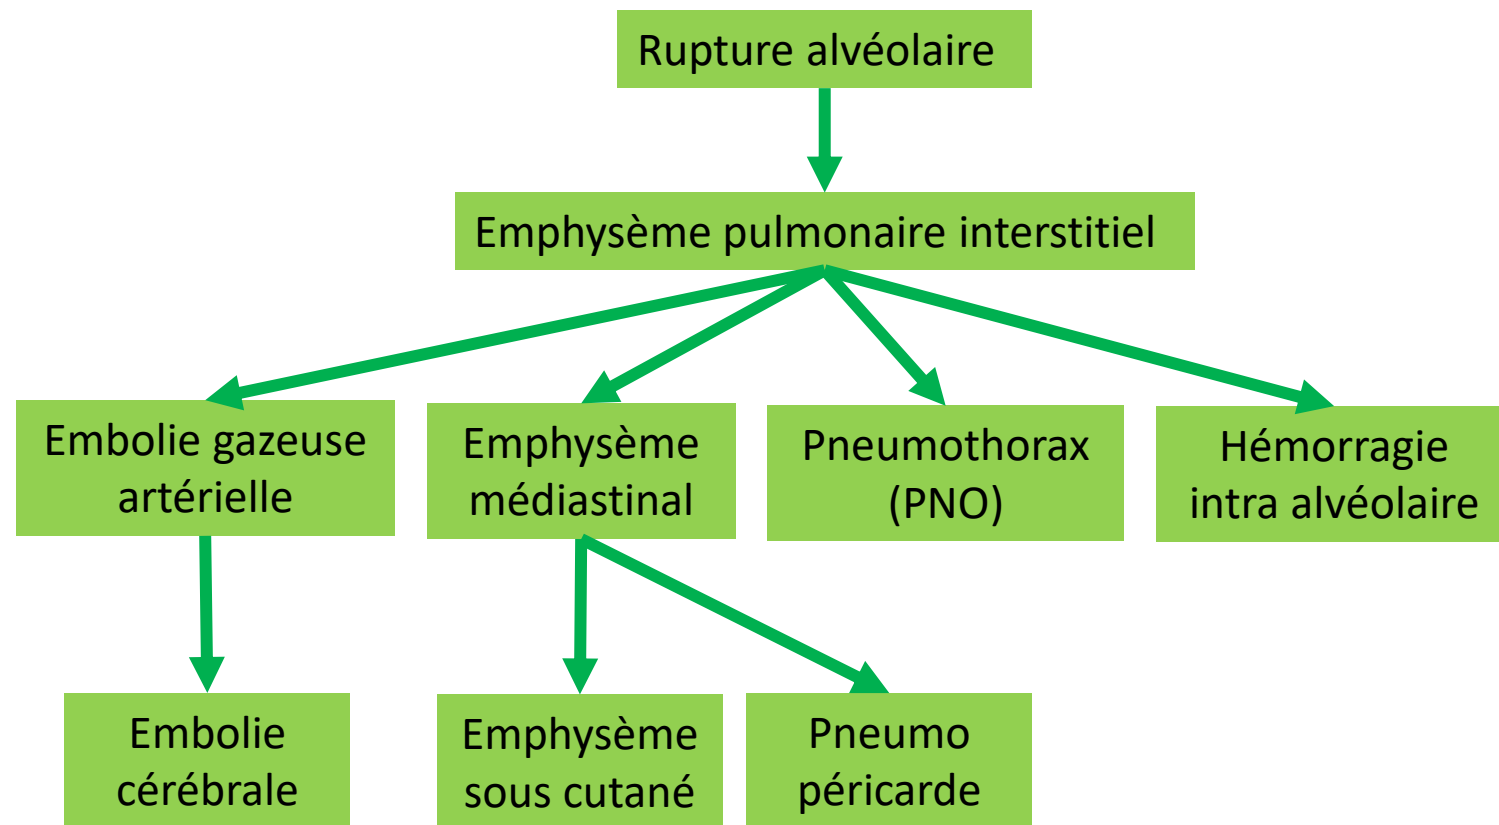 Rupture alvéolaire
Emphysème pulmonaire interstitiel
Embolie gazeuse
artérielle
Emphysème
médiastinal
Pneumothorax
(PNO)
Hémorragie
intra alvéolaire
Embolie
cérébrale
Emphysème
sous cutané
Pneumo
péricarde